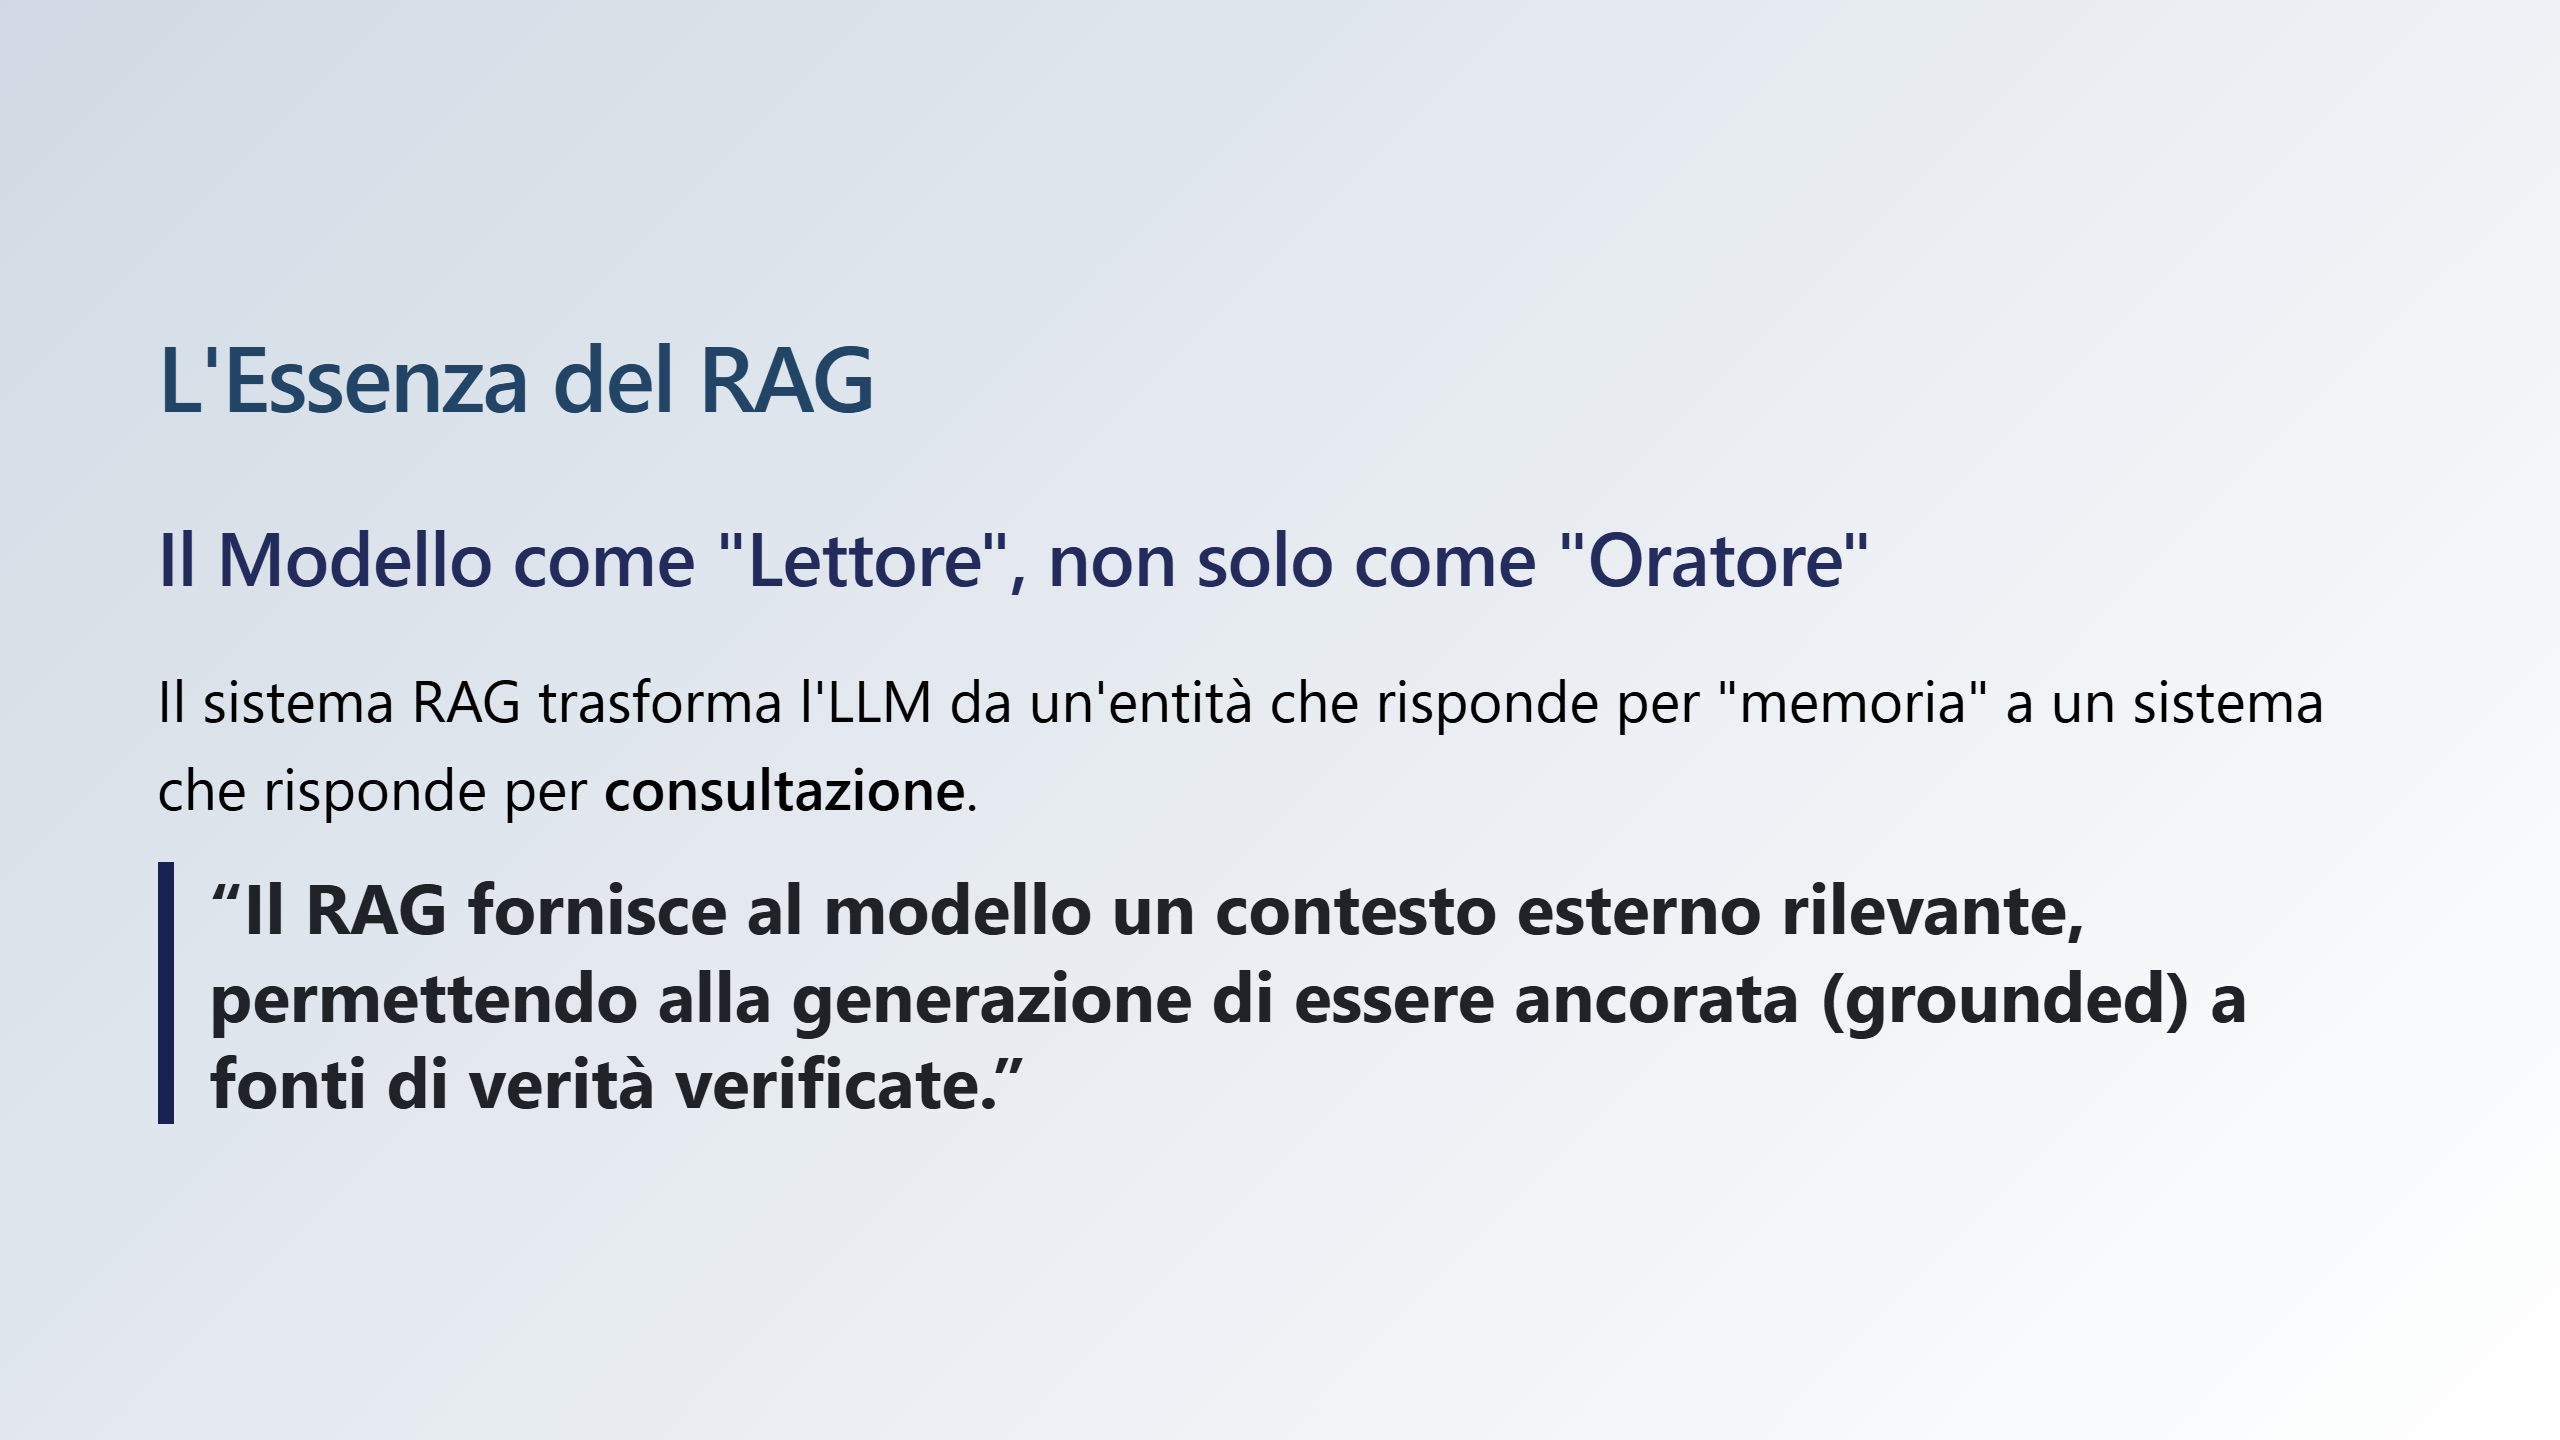 L'Essenza del RAG
Il Modello come "Lettore", non solo come "Oratore"
Il sistema RAG trasforma l'LLM da un'entità che risponde per "memoria" a un sistema
che risponde per consultazione.
“Il RAG fornisce al modello un contesto esterno rilevante,
permettendo alla generazione di essere ancorata (grounded) a
fonti di verità verificate.”